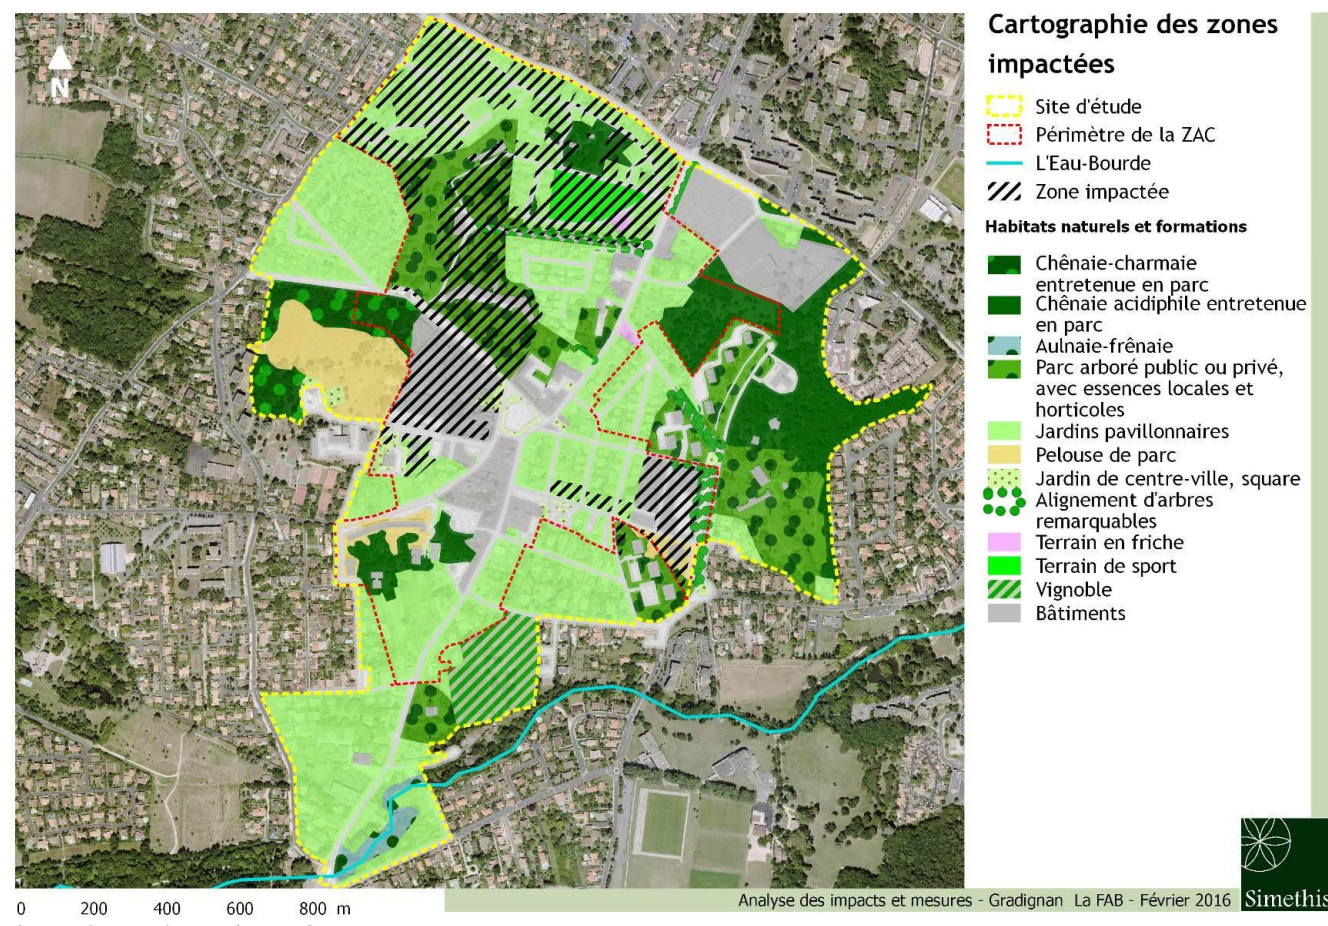 Cartographie des zones
impactées
N
Site d'étude
Périmètre de la ZAC
L'Eau-Bourde
Zone impactée
Habitats naturels et formations
Chênaie-charmaie
entretenue en parc
Chênaie acidiphile entretenue
en parc
Aulnaie-frênaie
Parc arboré public ou privé,
avec essences locales et
horticoles
Jardins pavillonnaires
Pelouse de parc
Jardin de centre-ville, square
Alignement d'arbres
remarquables
Terrain en friche
Terrain de sport
Vignoble
Bâtiments
Analyse des impacts et mesures - Gradignan La FAB - Février 2016
Simethis
0 200 400 600 800 m